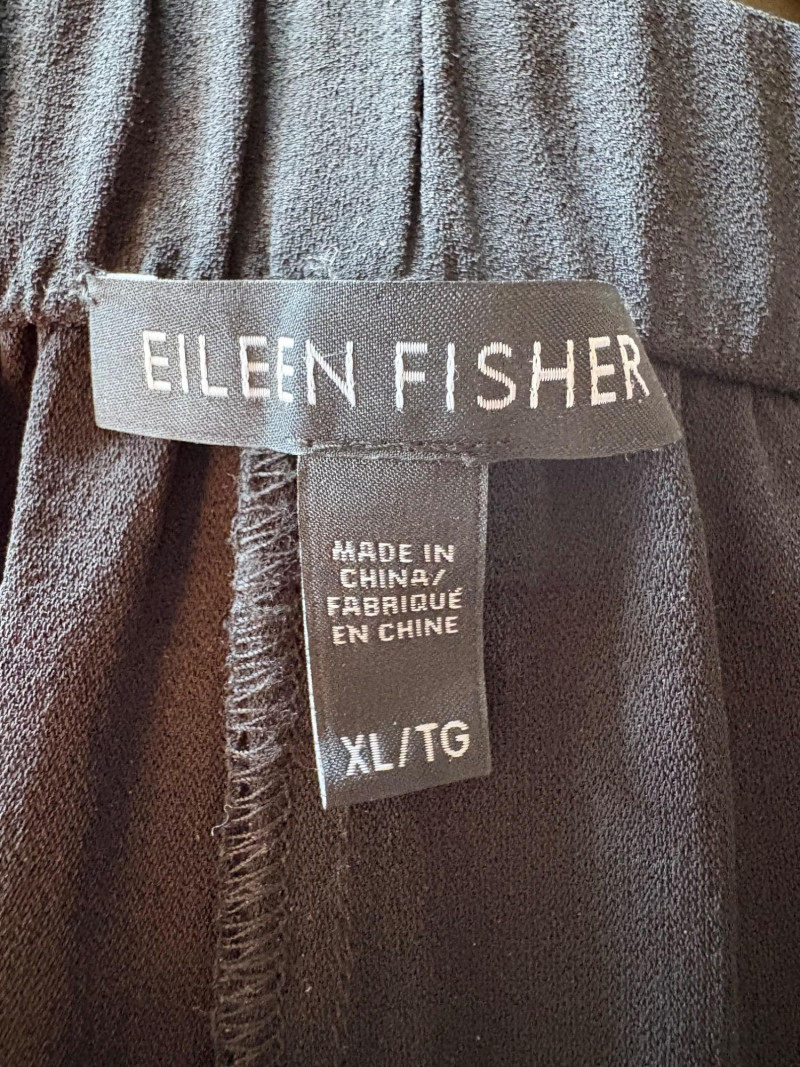 EILEEN FISHER
MADE IN
CHINA/
FABRIQUÉ
EN CHINE
XL/TG